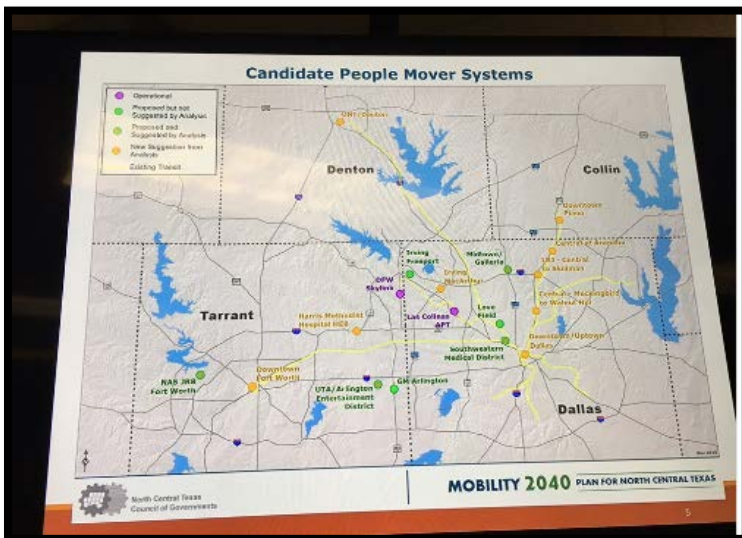 Candidate People Mover Systems
Operational
Proposed but not
Suggested by Analysis
Proposed and
Suggested by Analysis
New Suggestion from
Analysis
Existing Transit
Denton
Collin
Downtown
Plano
Irving
Freeport
Midtown/
Galleria
DFW
Skylink
Irving
Tarrant
Harris Methodist
Hospital HEB
Las Colinas
APT
Love
Field
Downtown/Uptown
Dallas
Southwestern
Medical District
NAS JRB
Fort Worth
Downtown
Fort Worth
UTA/Arlington
Entertainment
District
GM Arlington
Dallas
North Central Texas
Council of Governments
MOBILITY 2040 PLAN FOR NORTH CENTRAL TEXAS
5